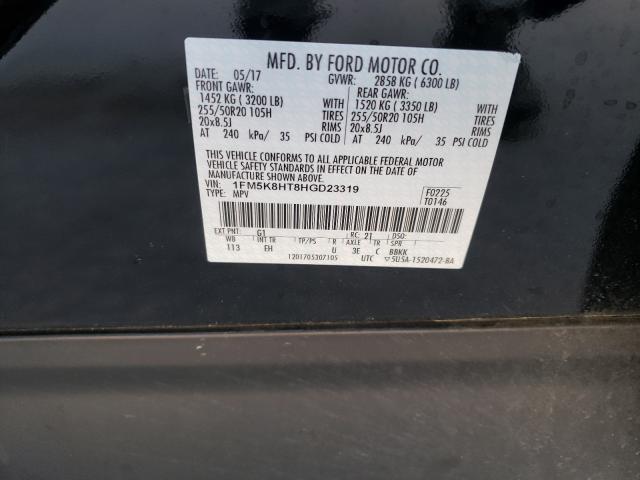 MFD. BY FORD MOTOR CO.
DATE: 05/17 GVWR: 2858 KG ( 6300 LB)
FRONT GAWR: REAR GAWR:
1452 KG ( 3200 LB) WITH 1520 KG ( 3350 LB) WITH
255/50R20 105H TIRES 255/50R20 105H TIRES
20x8.5J RIMS 20x8.5J RIMS
AT 240 kPa/ 35 PSI COLD AT 240 kPa/ 35 PSI COLD
THIS VEHICLE CONFORMS TO ALL APPLICABLE FEDERAL MOTOR
VEHICLE SAFETY STANDARDS IN EFFECT ON THE DATE OF
MANUFACTURE SHOWN ABOVE.
VIN: 1FM5K8HT8HGD23319 F0225
TYPE: MPV T0146
EXT PNT: G1 RC: 21 DSO:
WB INT TR TP/PS R AXLE TR SPR
113 EH U 3E C BBKK
1201705307105 UTC ▽5U5A-1520472-BA